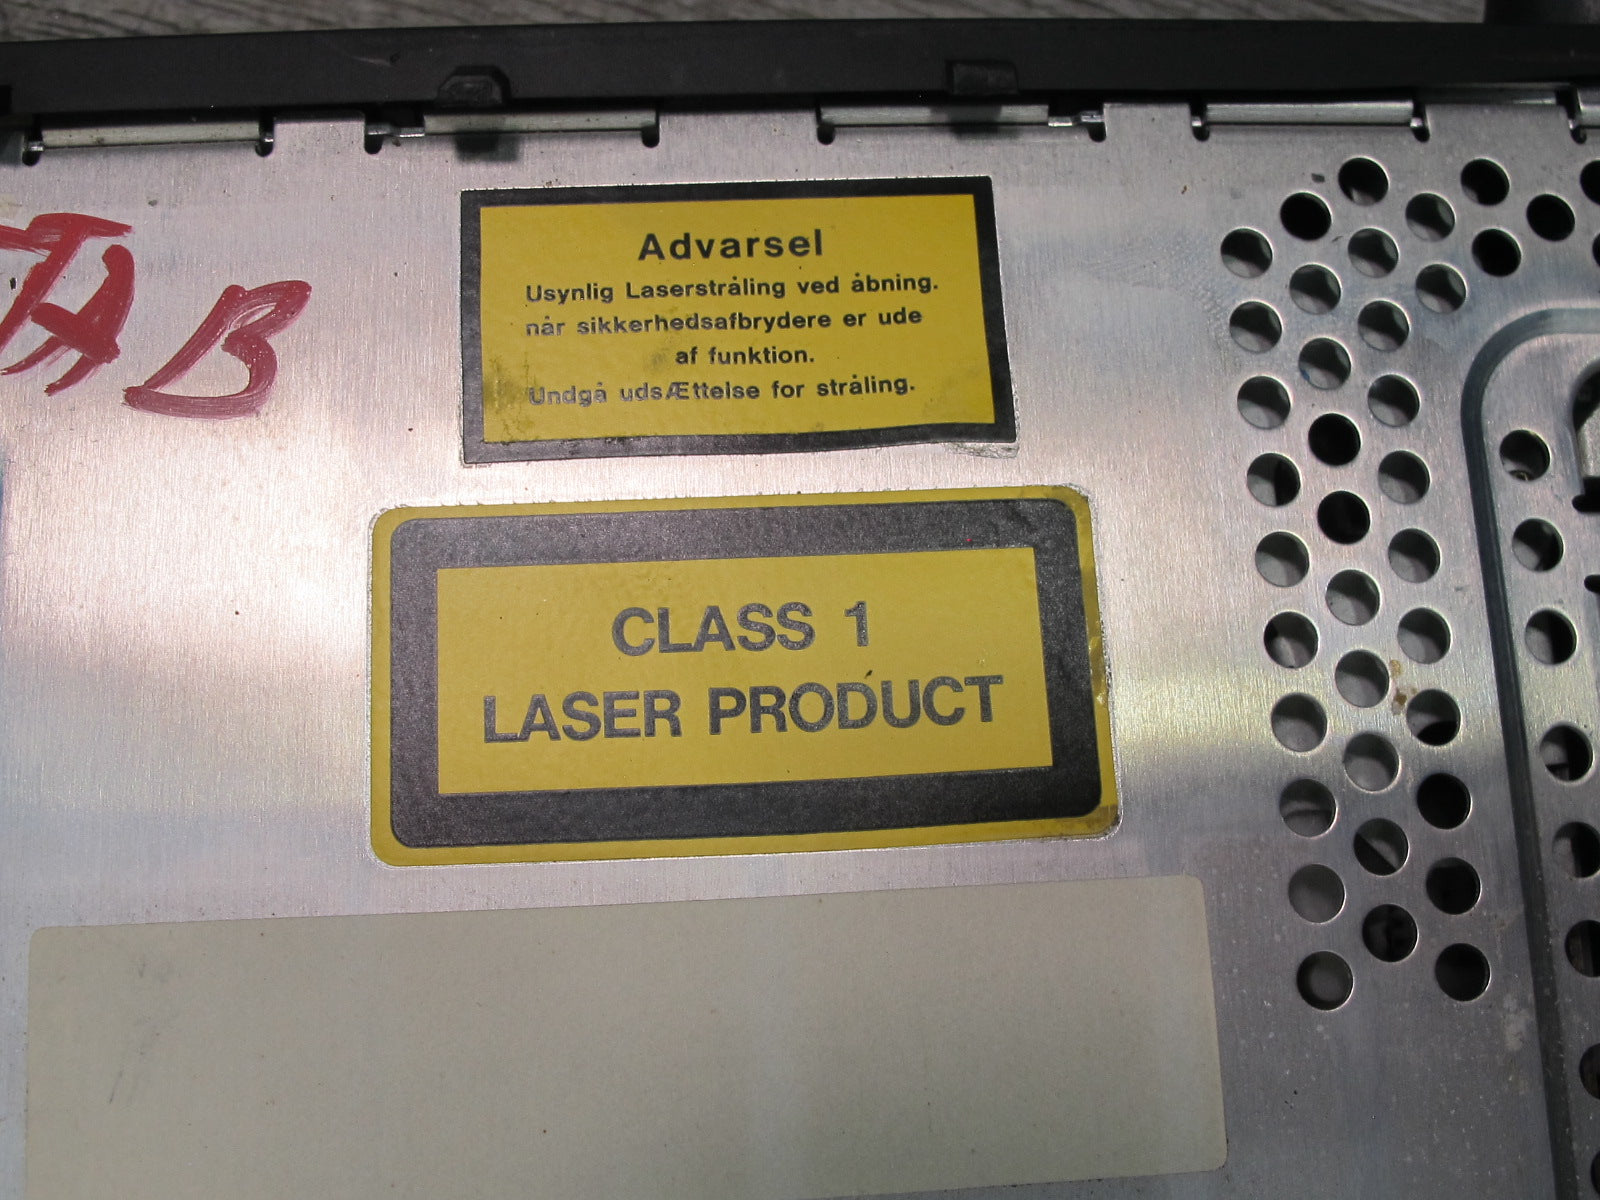 Advarsel
Usynlig Laserstråling ved åbning.
når sikkerhedsafbrydere er ude
af funktion.
Undgå udsÆttelse for stråling.
CLASS 1
LASER PRODUCT